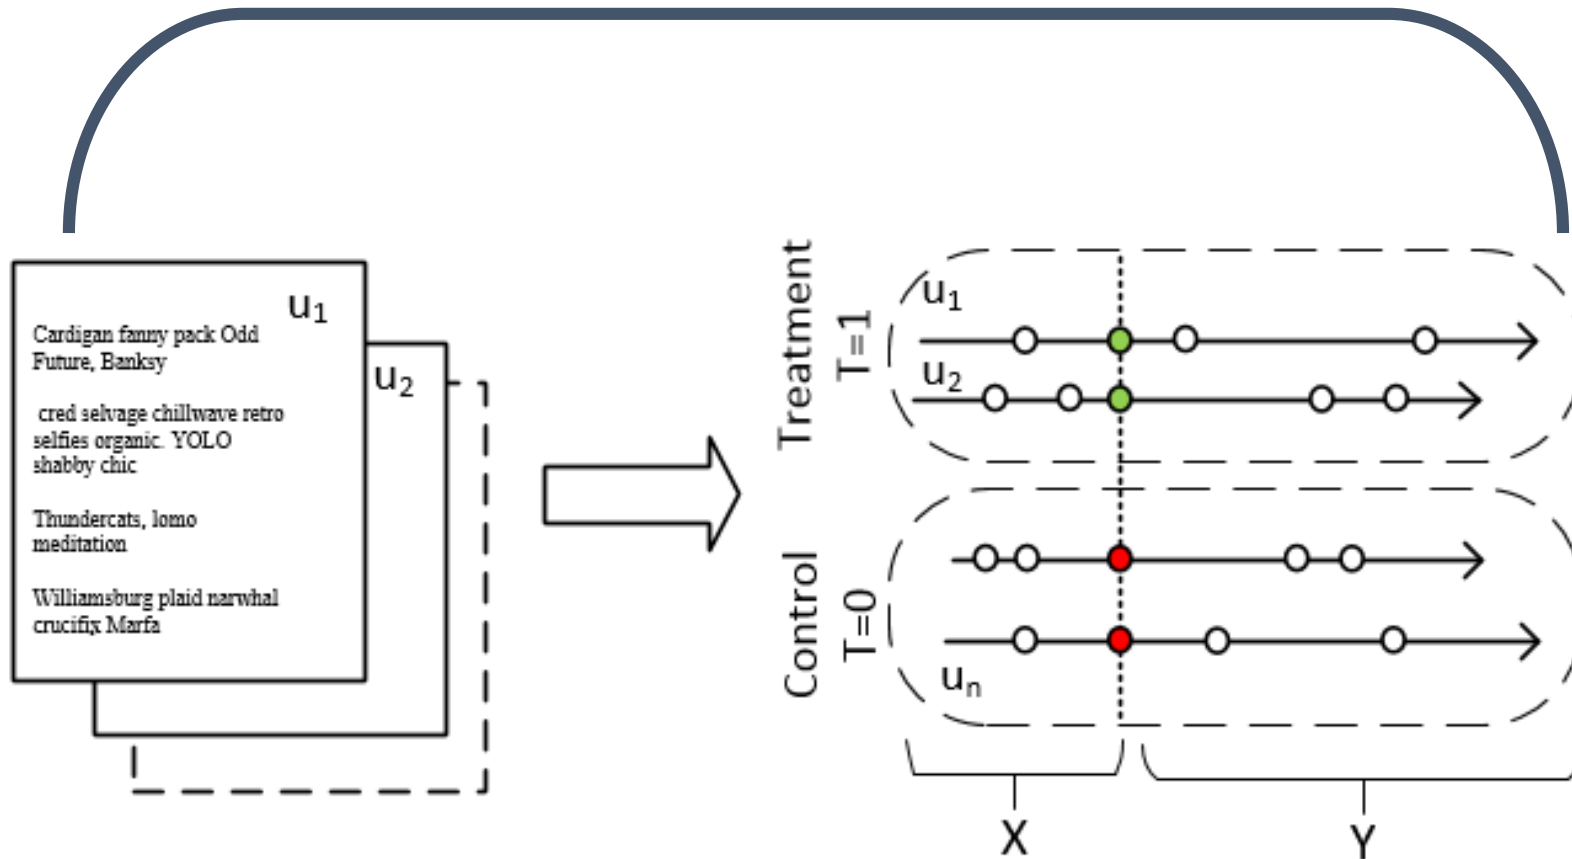 u1
Cardigan fanny pack Odd
Future, Banksy
cred selvage chillwave retro
selfies organic. YOLO
shabby chic
Thundercats, lomo
meditation
Williamsburg plaid narwhal
crucifix Marfa
u2
Treatment
T=1
u1
u2
Control
T=0
un
X
Y